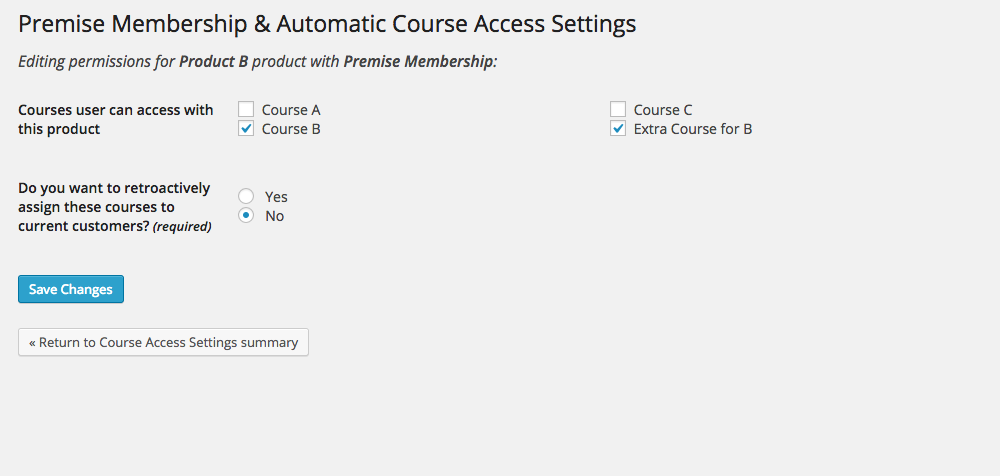 Premise Membership & Automatic Course Access Settings
Editing permissions for Product B product with Premise Membership:
Courses user can access with
this product
Course A
Course B
Course C
Extra Course for B
Do you want to retroactively
assign these courses to
current customers? (required)
Yes
No
Save Changes
« Return to Course Access Settings summary